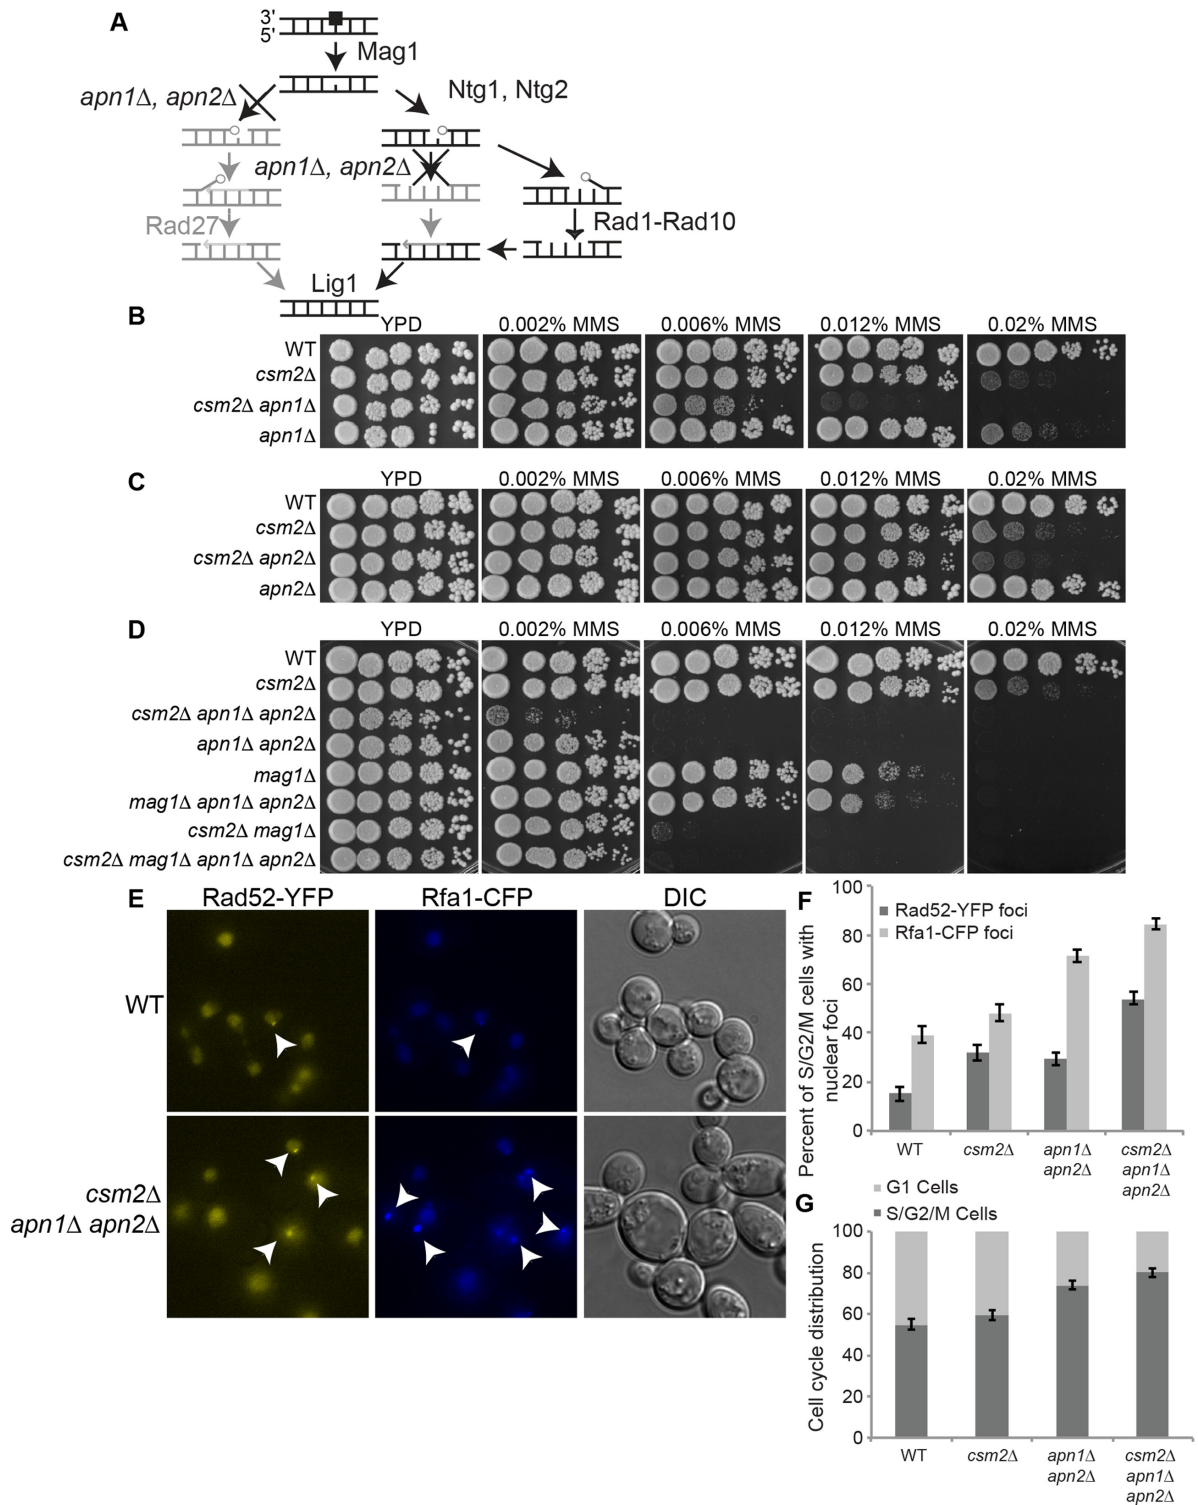 A
3'
5'
Mag1
apn1Δ, apn2Δ
Ntg1, Ntg2
apn1Δ, apn2Δ
Rad27
Rad1-Rad10
Lig1
B
YPD 0.002% MMS 0.006% MMS 0.012% MMS 0.02% MMS
WT
csm2Δ
csm2Δ apn1Δ
apn1Δ
C
YPD 0.002% MMS 0.006% MMS 0.012% MMS 0.02% MMS
WT
csm2Δ
csm2Δ apn2Δ
apn2Δ
D
YPD 0.002% MMS 0.006% MMS 0.012% MMS 0.02% MMS
WT
csm2Δ
csm2Δ apn1Δ apn2Δ
apn1Δ apn2Δ
mag1Δ
mag1Δ apn1Δ apn2Δ
csm2Δ mag1Δ
csm2Δ mag1Δ apn1Δ apn2Δ
E
Rad52-YFP Rfa1-CFP DIC
WT
csm2Δ
apn1Δ apn2Δ
F
Percent of S/G2/M cells with
nuclear foci
100
80
60
40
20
0
Rad52-YFP foci
Rfa1-CFP foci
WT csm2Δ apn1Δ csm2Δ
apn2Δ apn1Δ
apn2Δ
G
G1 Cells
S/G2/M Cells
Cell cycle distribution
100
80
60
40
20
0
WT csm2Δ apn1Δ csm2Δ
apn2Δ apn1Δ
apn2Δ